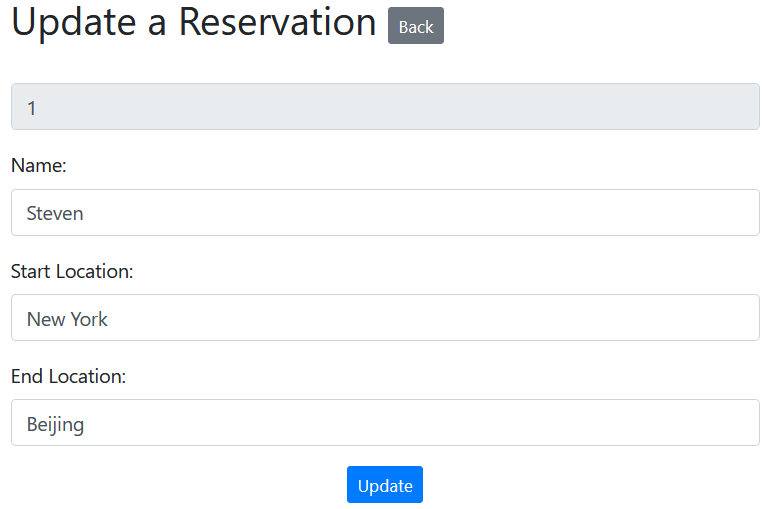 Update a Reservation Back
1
Name:
Steven
Start Location:
New York
End Location:
Beijing
Update